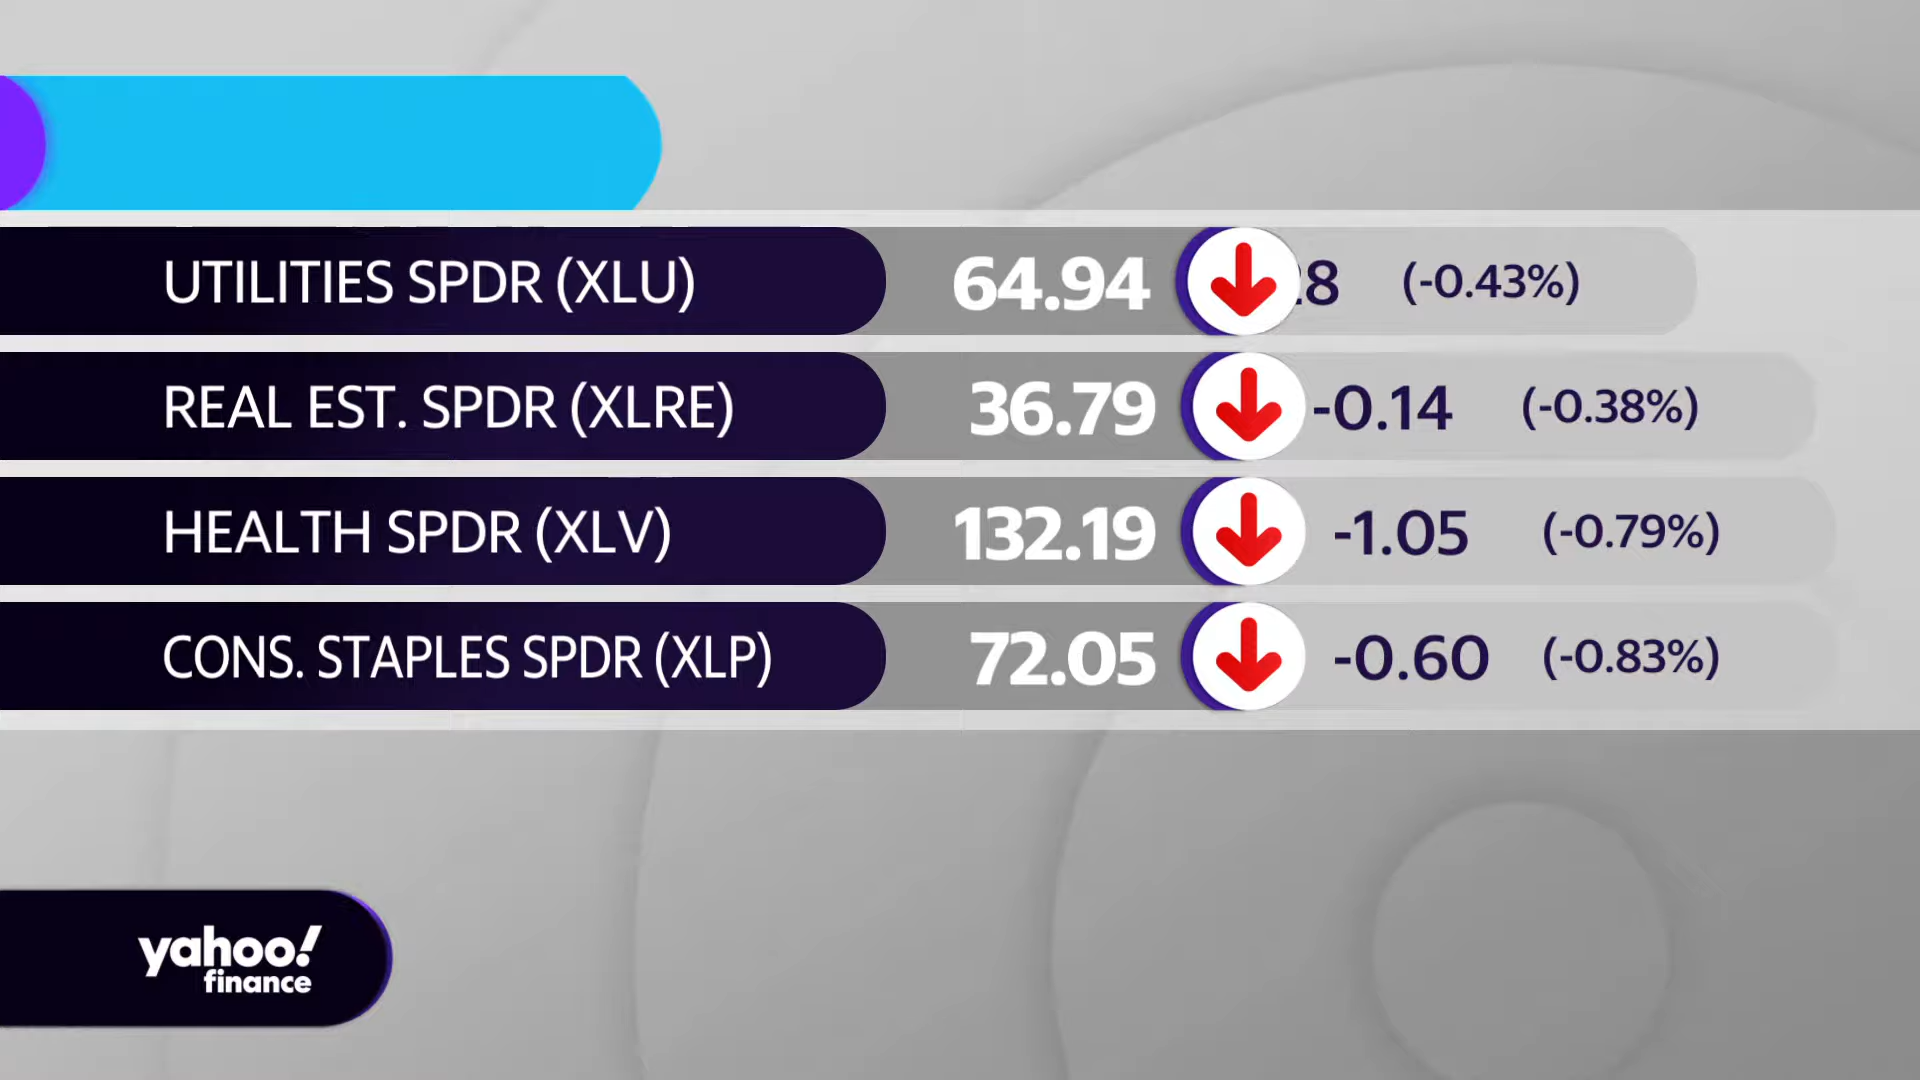 UTILITIES SPDR (XLU) 64.94 (-0.43%)
REAL EST. SPDR (XLRE) 36.79 -0.14 (-0.38%)
HEALTH SPDR (XLV) 132.19 -1.05 (-0.79%)
CONS. STAPLES SPDR (XLP) 72.05 -0.60 (-0.83%)
yahoo!
finance